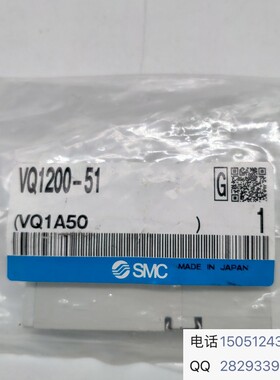 VQ1200-51
G
(VQ1A50 ) 1
SMC MADE IN JAPAN
电话 15051243
QQ 2829339